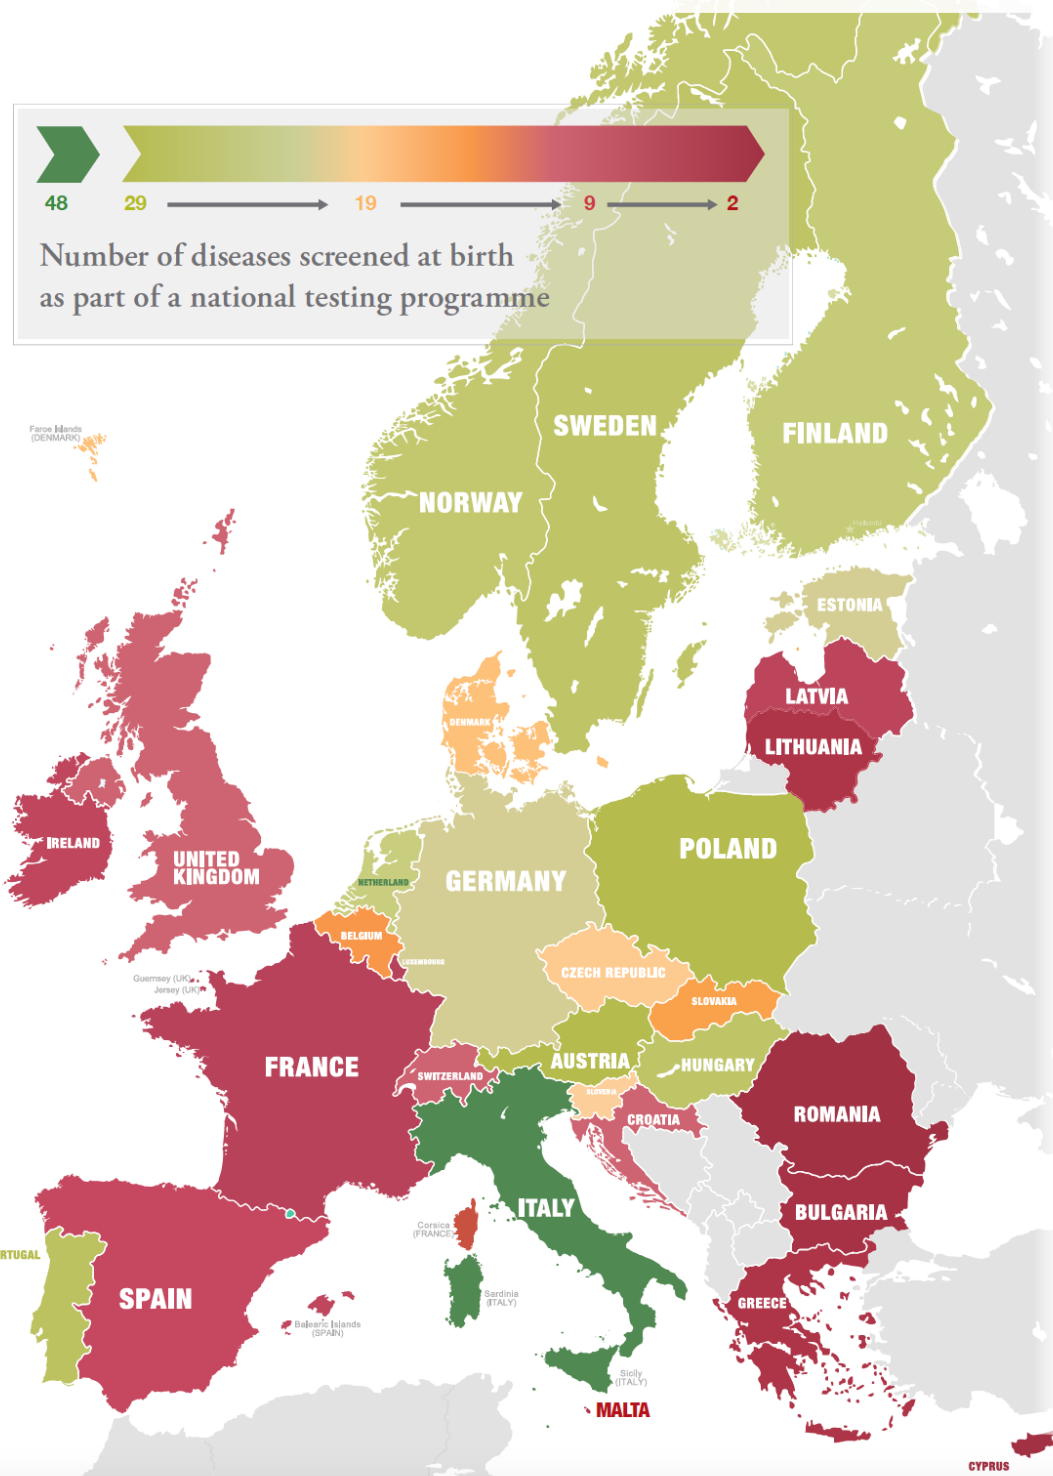 48
29
19
9
2
Number of diseases screened at birth
as part of a national testing programme
Faroe Islands
(DENMARK)
SWEDEN
FINLAND
NORWAY
Helsinki
ESTONIA
LATVIA
DENMARK
LITHUANIA
IRELAND
UNITED
KINGDOM
POLAND
NETHERLAND
GERMANY
BELGIUM
LUXEMBOURG
CZECH REPUBLIC
Guernsey (UK)
Jersey (UK)
SLOVAKIA
FRANCE
SWITZERLAND
AUSTRIA
HUNGARY
SLOVENIA
CROATIA
ROMANIA
ITALY
BULGARIA
Corsica
(FRANCE)
RTUGAL
SPAIN
Sardinia
(ITALY)
GREECE
Balearic Islands
(SPAIN)
Sicily
(ITALY)
MALTA
CYPRUS